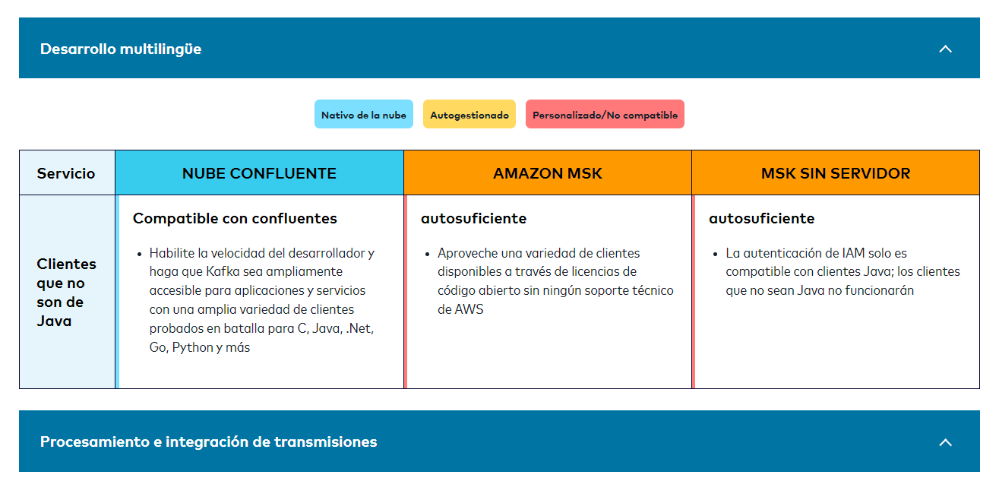 Desarrollo multilingüe
Nativo de la nube
Autogestionado
Personalizado/No compatible
Servicio
NUBE CONFLUENTE
AMAZON MSK
MSK SIN SERVIDOR
Clientes
que no
son de
Java
Compatible con confluentes
• Habilite la velocidad del desarrollador y
haga que Kafka sea ampliamente
accesible para aplicaciones y servicios
con una amplia variedad de clientes
probados en batalla para C, Java, .Net,
Go, Python y más
autosuficiente
• Aproveche una variedad de clientes
disponibles a través de licencias de
código abierto sin ningún soporte técnico
de AWS
autosuficiente
• La autenticación de IAM solo es
compatible con clientes Java; los clientes
que no sean Java no funcionarán
Procesamiento e integración de transmisiones